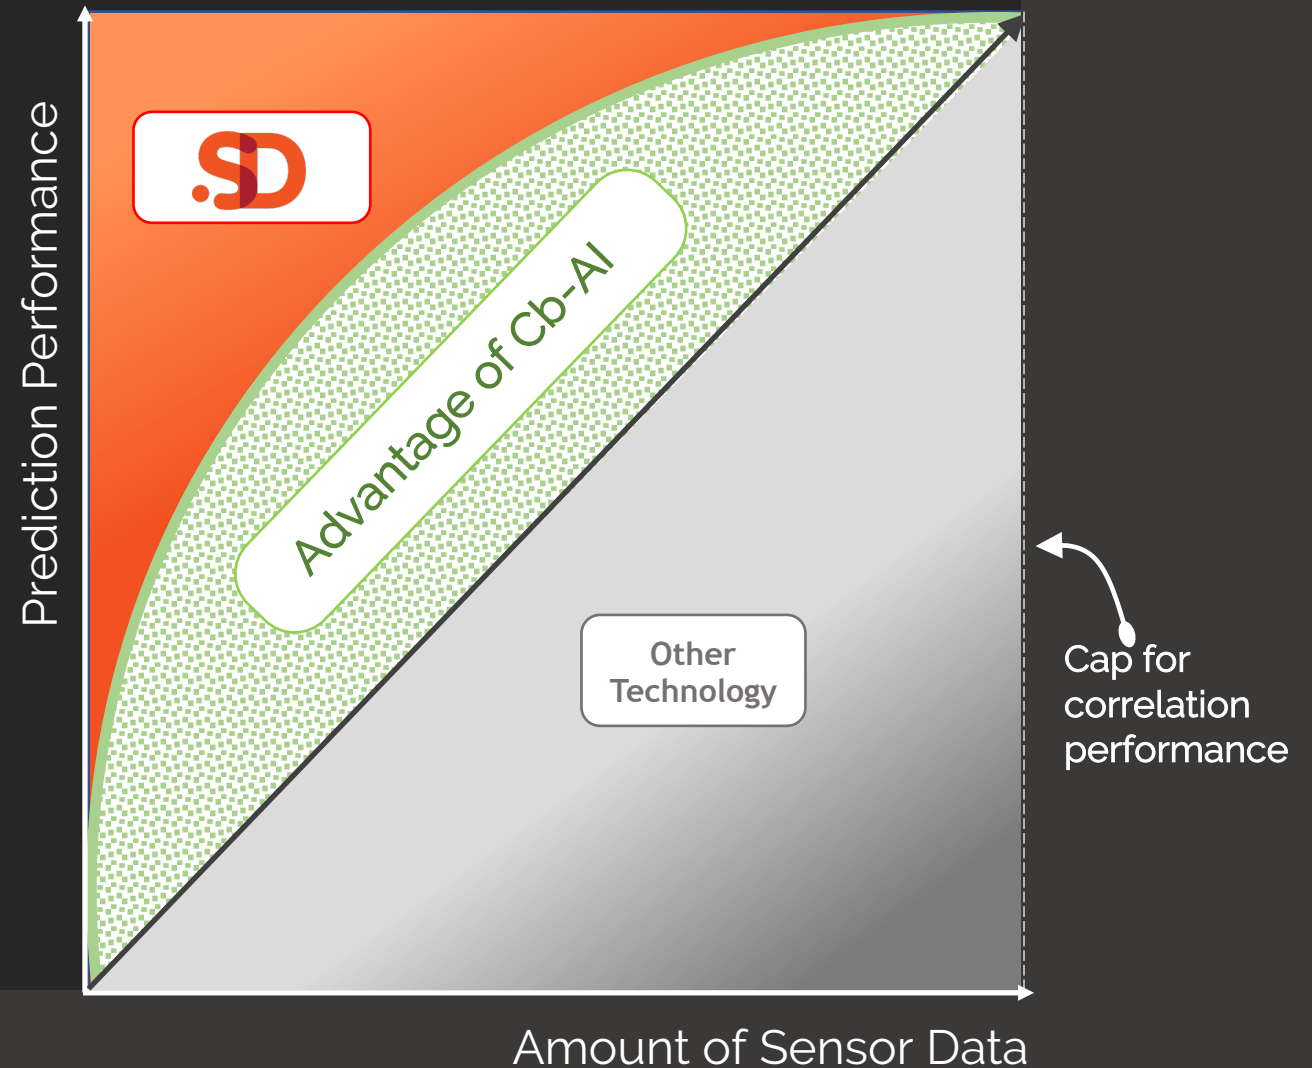 Prediction Performance
.SD
Advantage of Cb-AI
Other
Technology
Cap for
correlation
performance
Amount of Sensor Data